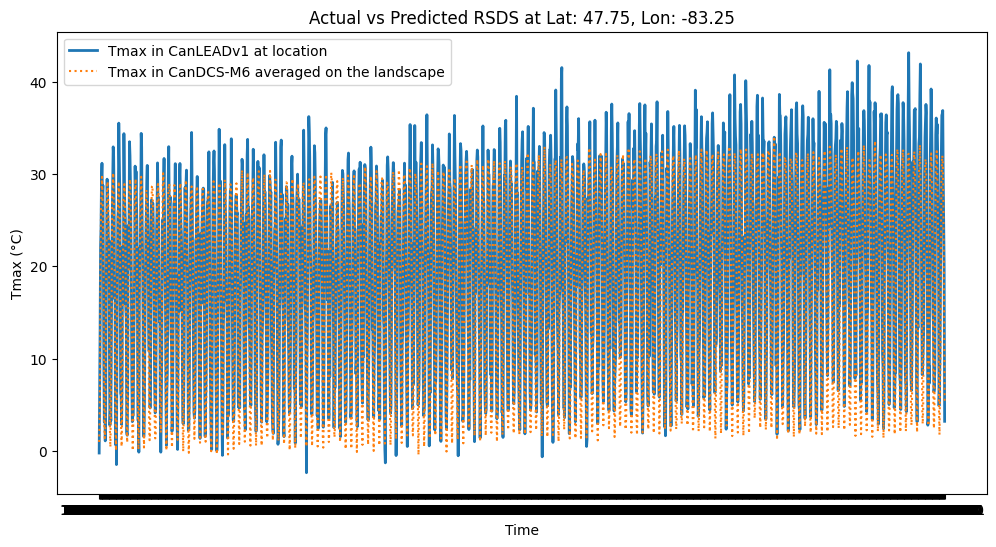 Actual vs Predicted RSDS at Lat: 47.75, Lon: -83.25
Tmax in CanLEADv1 at location
Tmax in CanDCS-M6 averaged on the landscape
40
30
20
10
0
Tmax (°C)
Time